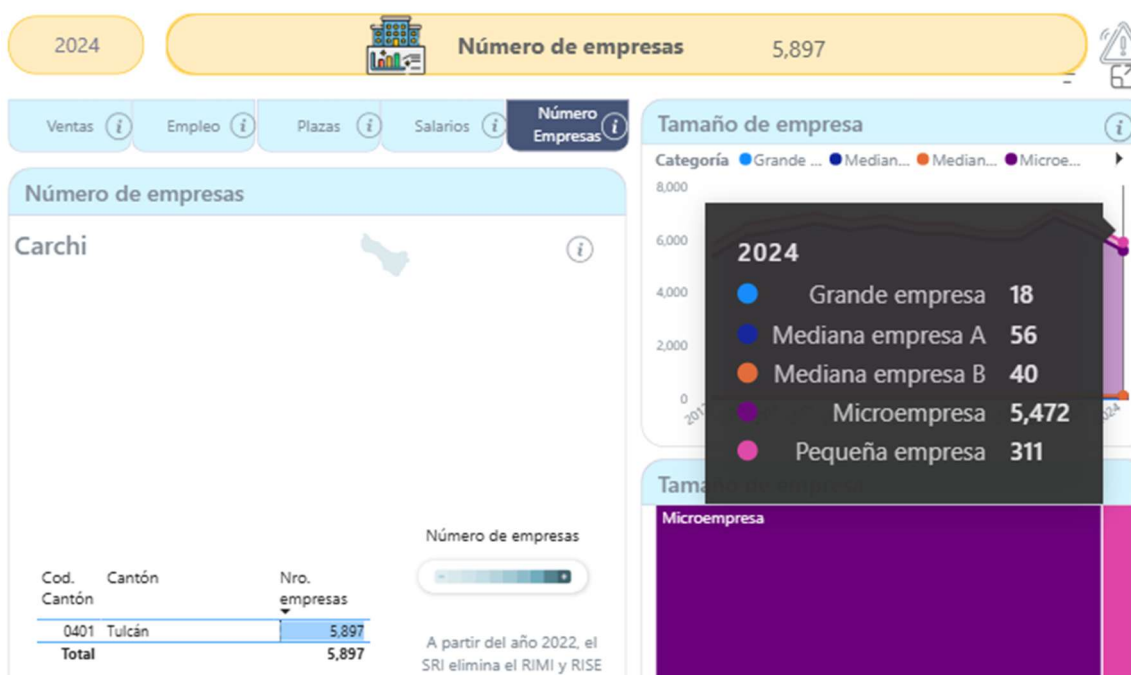 2024
Número de empresas 5,897
Ventas
Empleo
Plazas
Salarios
Número
Empresas
Número de empresas
Carchi
Número de empresas
Cod.
Cantón
Cantón
Nro.
empresas
0401 Tulcán 5,897
Total 5,897
A partir del año 2022, el
SRI elimina el RIMI y RISE
Tamaño de empresa
Categoría Grande ... Median... Median... Microe...
8,000
6,000
4,000
2,000
0
2024
Grande empresa 18
Mediana empresa A 56
Mediana empresa B 40
Microempresa 5,472
Pequeña empresa 311
Microempresa